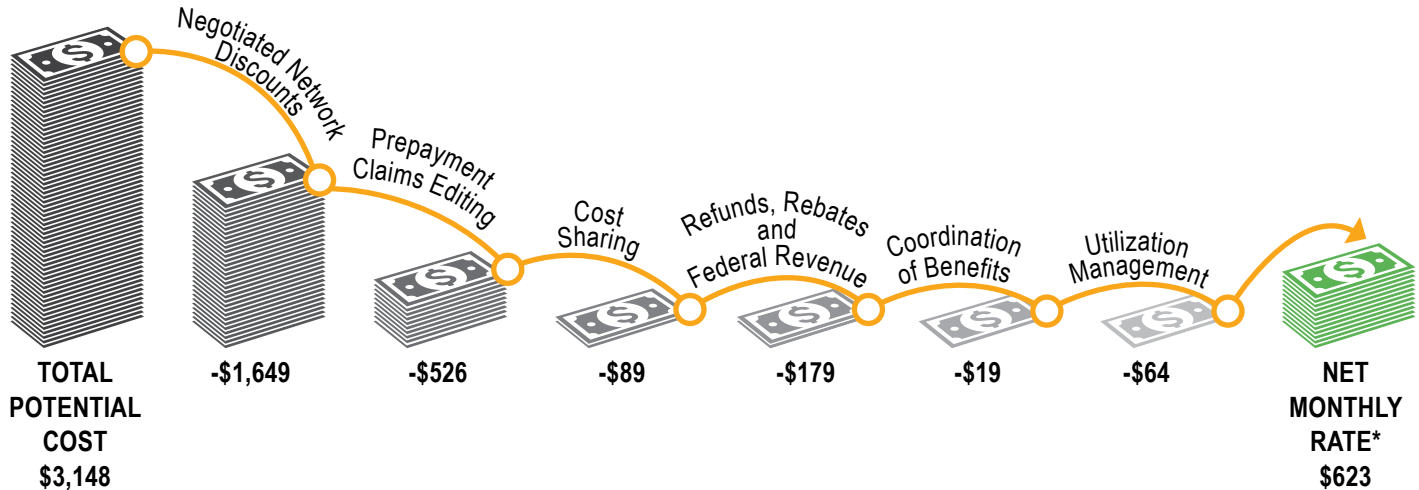 Negotiated Network
Discounts
Prepayment
Claims Editing
Cost
Sharing
Refunds, Rebates
and
Federal Revenue
Coordination
of Benefits
Utilization
Management
TOTAL
POTENTIAL
COST
$3,148
-$1,649
-$526
-$89
-$179
-$19
-$64
NET
MONTHLY
RATE*
$623